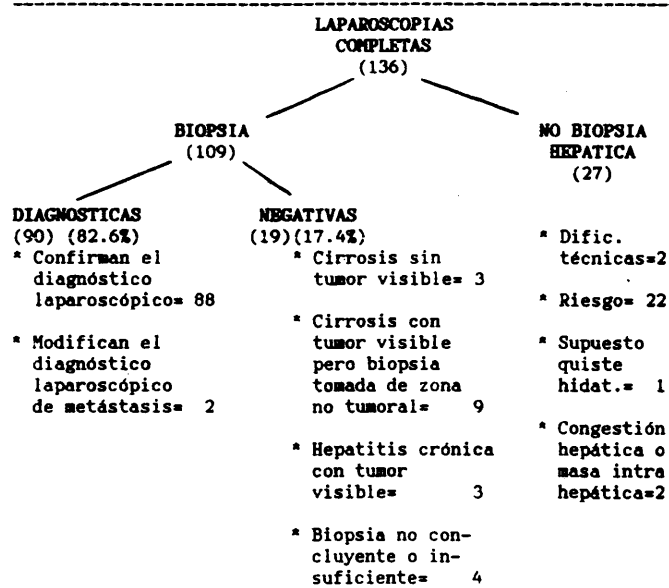 LAPAROSCOPIAS
COMPLETAS
(136)
BIOPSIA
(109)
NO BIOPSIA
HEPATICA
(27)
DIAGNOSTICAS
(90) (82.6%)
* Confirman el
diagnóstico
laparoscópico= 88
* Modifican el
diagnóstico
laparoscópico
de metástasis= 2
NEGATIVAS
(19)(17.4%)
* Cirrosis sin
tumor visible= 3
* Cirrosis con
tumor visible
pero biopsia
tomada de zona
no tumoral= 9
* Hepatitis crónica
con tumor
visible= 3
* Biopsia no con-
cluyente o in-
suficiente= 4
* Dific.
técnicas=2
* Riesgo= 22
* Supuesto
quiste
hidat.= 1
* Congestión
hepática o
masa intra
hepática=2